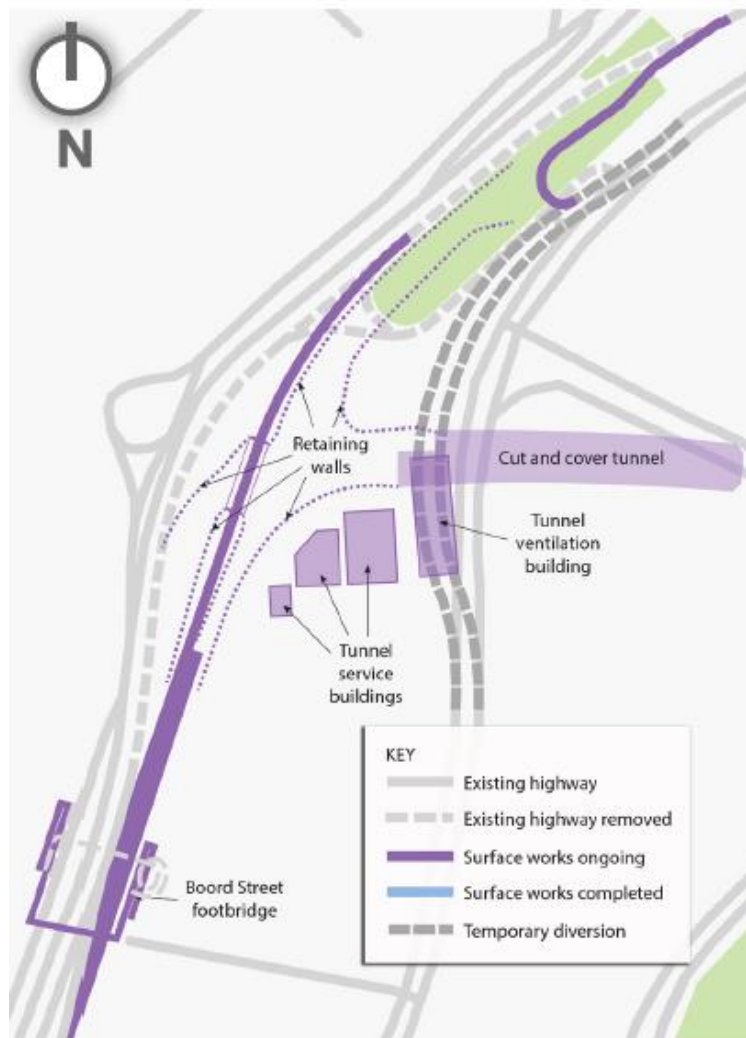 N
Retaining
walls
Cut and cover tunnel
Tunnel
ventilation
building
Tunnel
service
buildings
Boord Street
footbridge
KEY
Existing highway
Existing highway removed
Surface works ongoing
Surface works completed
Temporary diversion